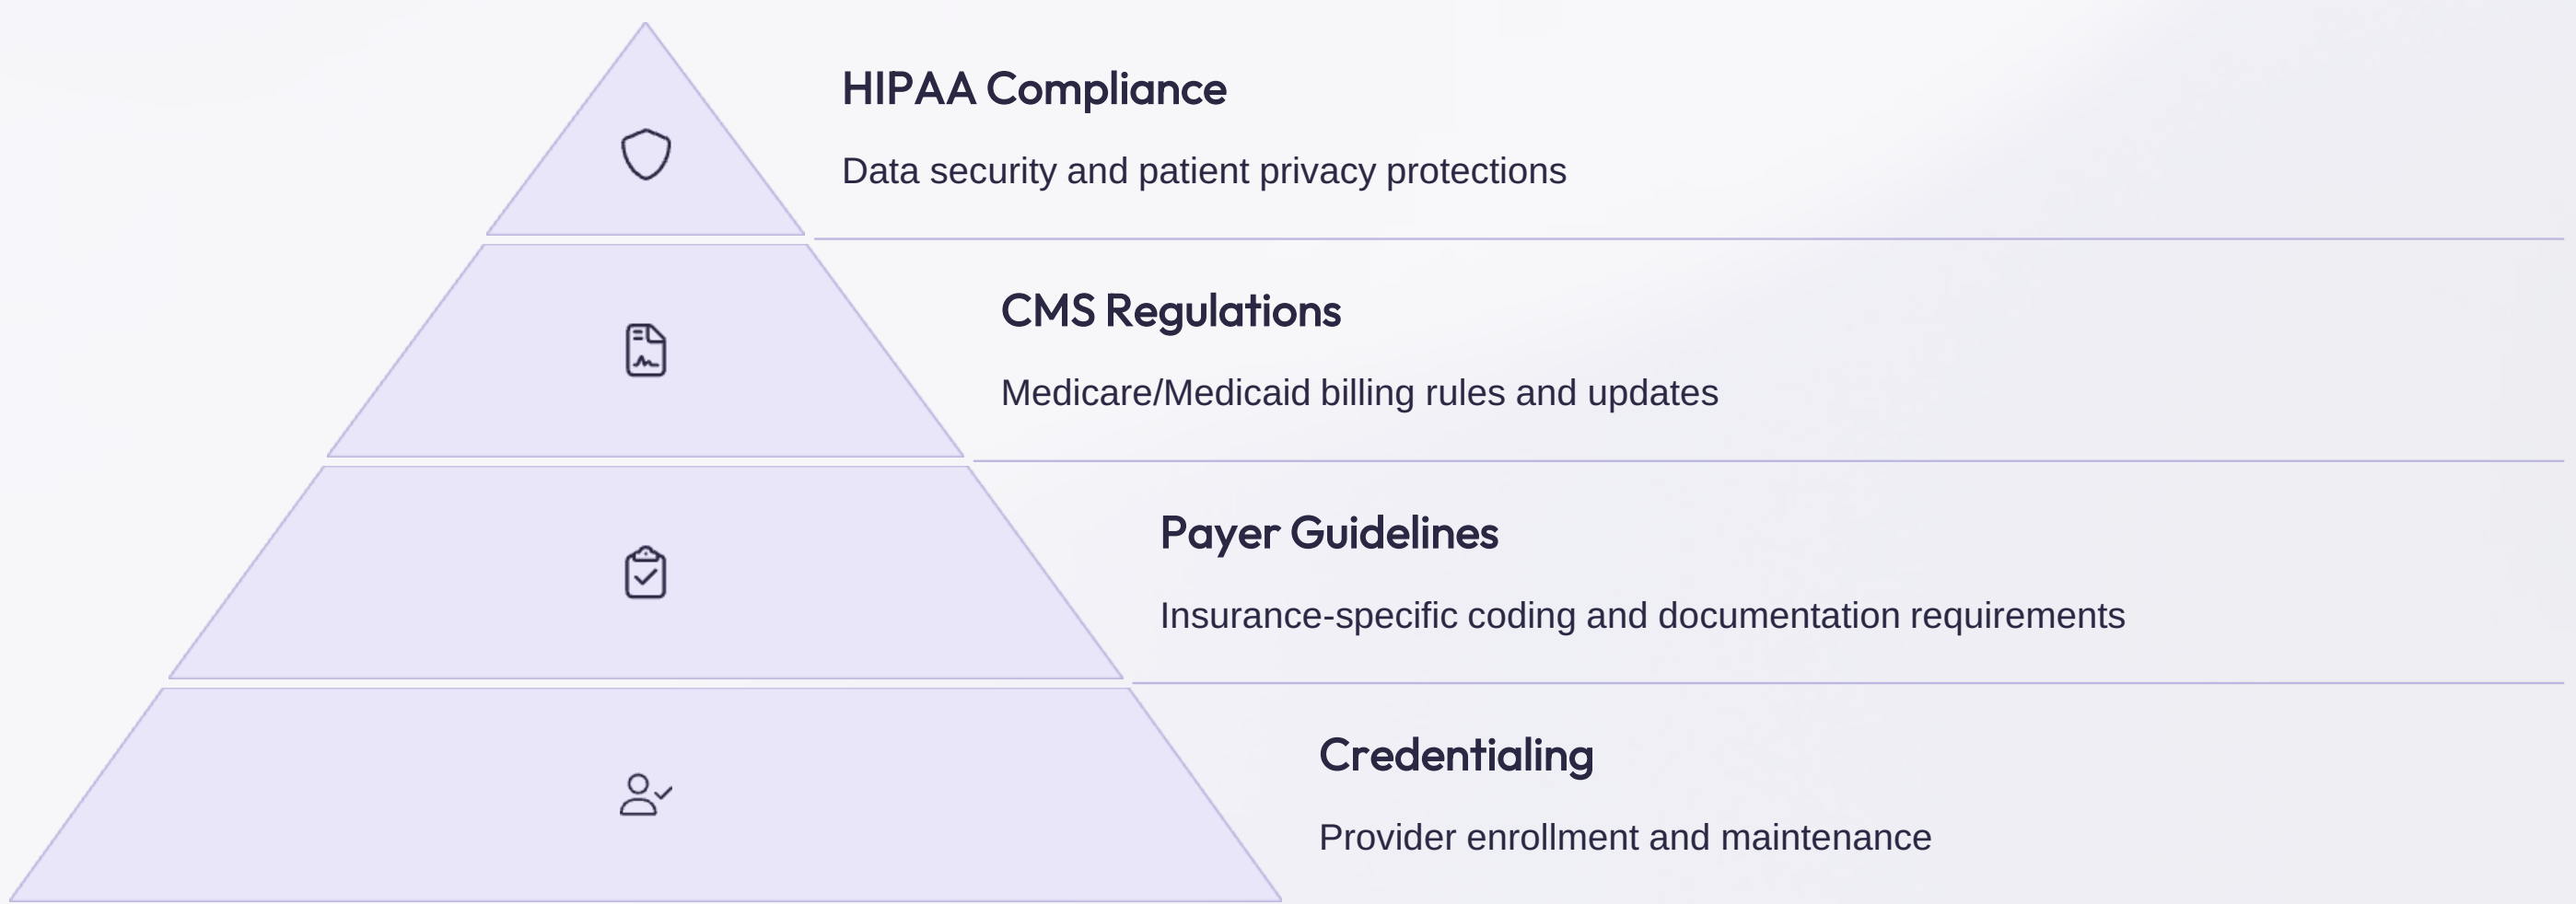 HIPAA Compliance
Data security and patient privacy protections
CMS Regulations
Medicare/Medicaid billing rules and updates
Payer Guidelines
Insurance-specific coding and documentation requirements
Credentialing
Provider enrollment and maintenance